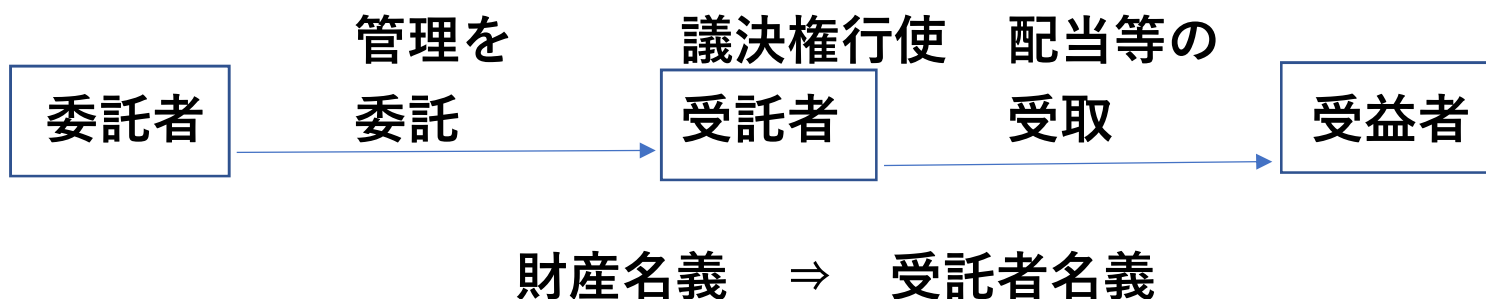 管理を 議決権行使 配当等の
委託者 委託 受託者 受取 受益者
財産名義 ⇒ 受託者名義